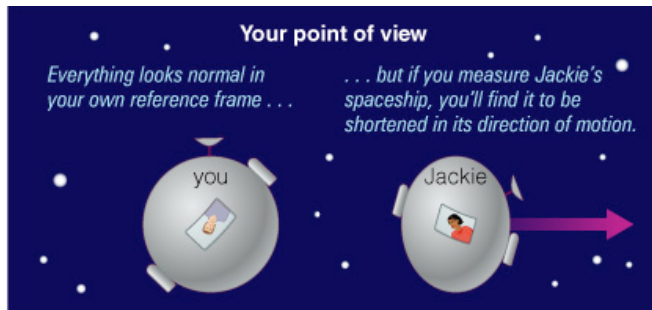 Your point of view
Everything looks normal in
your own reference frame . . .
. . . but if you measure Jackie's
spaceship, you'll find it to be
shortened in its direction of motion.
you
Jackie